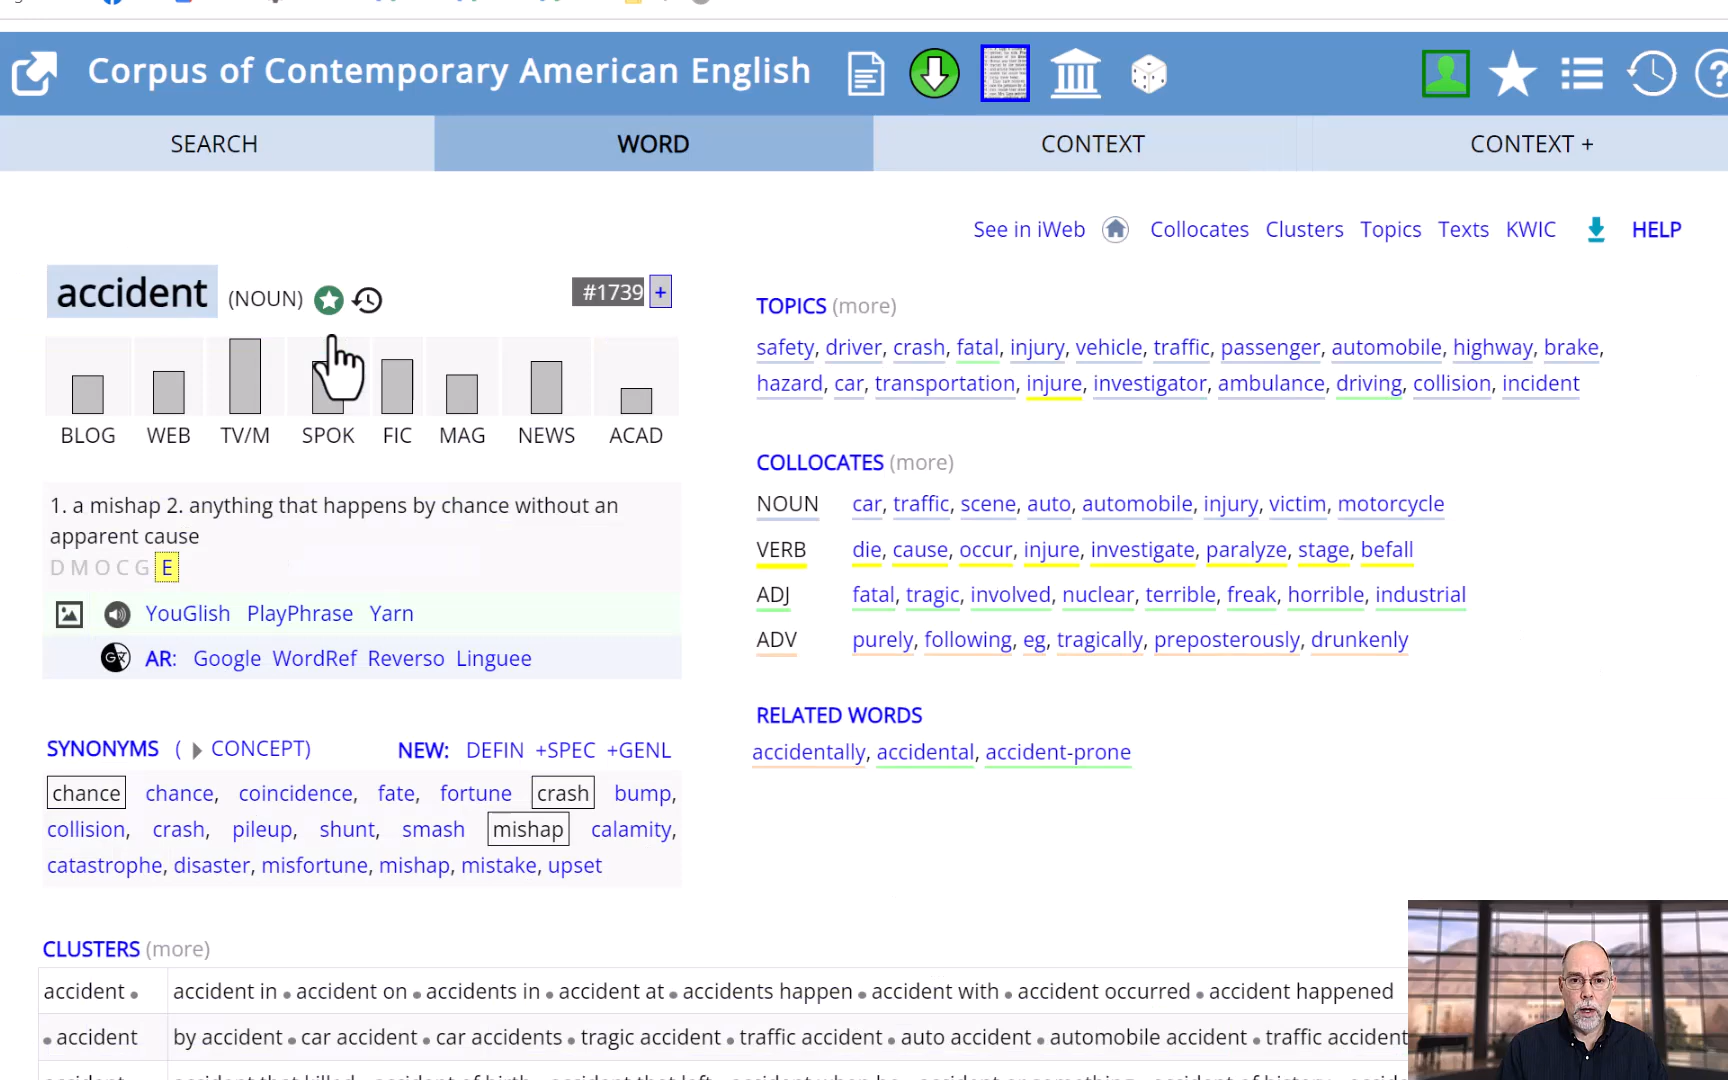 Corpus of Contemporary American English
SEARCH WORD CONTEXT CONTEXT +
See in iWeb Collocates Clusters Topics Texts KWIC HELP
accident (NOUN) #1739 +
BLOG WEB TV/M SPOK FIC MAG NEWS ACAD
1. a mishap 2. anything that happens by chance without an
apparent cause
D M O C G E
YouGlish PlayPhrase Yarn
AR: Google WordRef Reverso Linguee
SYNONYMS ( CONCEPT) NEW: DEFIN +SPEC +GENL
chance chance, coincidence, fate, fortune crash bump,
collision, crash, pileup, shunt, smash mishap calamity,
catastrophe, disaster, misfortune, mishap, mistake, upset
TOPICS (more)
safety, driver, crash, fatal, injury, vehicle, traffic, passenger, automobile, highway, brake,
hazard, car, transportation, injure, investigator, ambulance, driving, collision, incident
COLLOCATES (more)
NOUN car, traffic, scene, auto, automobile, injury, victim, motorcycle
VERB die, cause, occur, injure, investigate, paralyze, stage, befall
ADJ fatal, tragic, involved, nuclear, terrible, freak, horrible, industrial
ADV purely, following, eg, tragically, preposterously, drunkenly
RELATED WORDS
accidentally, accidental, accident-prone
CLUSTERS (more)
accident • accident in • accident on • accidents in • accident at • accidents happen • accident with • accident occurred • accident happened
• accident by accident • car accident • car accidents • tragic accident • traffic accident • auto accident • automobile accident • traffic accident